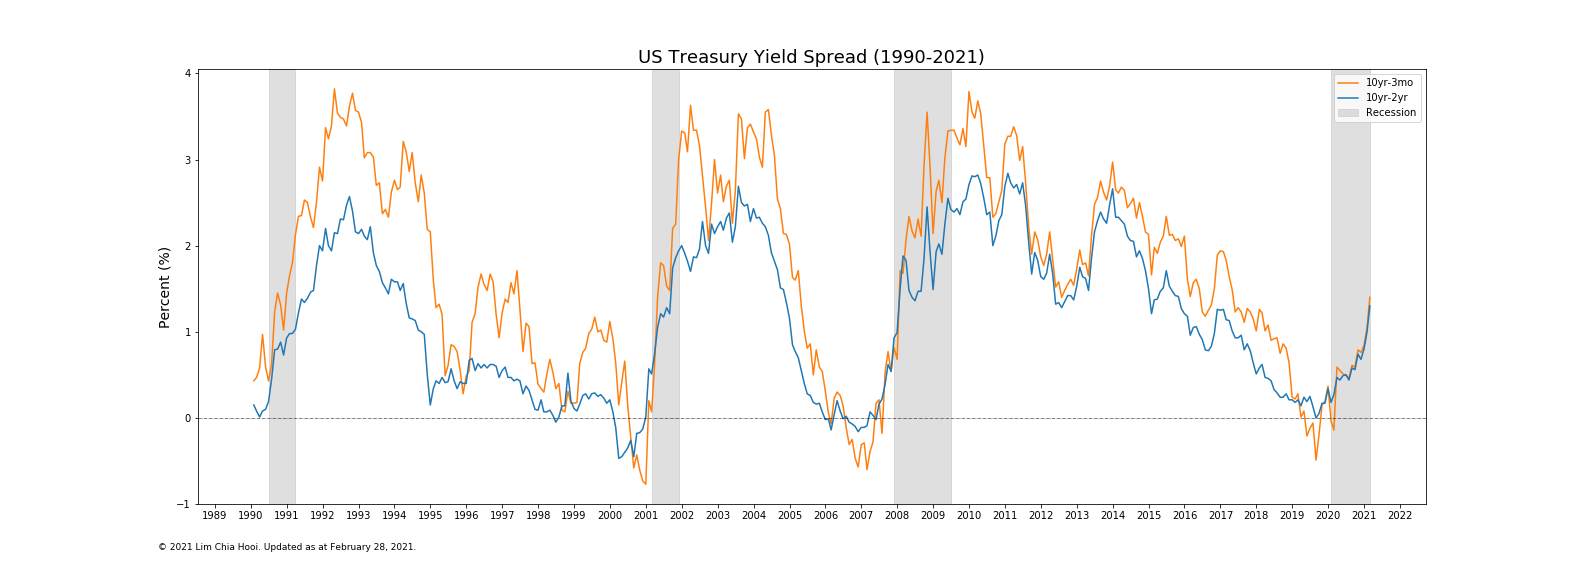 US Treasury Yield Spread (1990-2021)
Percent (%)
4
3
2
1
0
−1
10yr-3mo
10yr-2yr
Recession
1989 1990 1991 1992 1993 1994 1995 1996 1997 1998 1999 2000 2001 2002 2003 2004 2005 2006 2007 2008 2009 2010 2011 2012 2013 2014 2015 2016 2017 2018 2019 2020 2021 2022
© 2021 Lim Chia Hooi. Updated as at February 28, 2021.